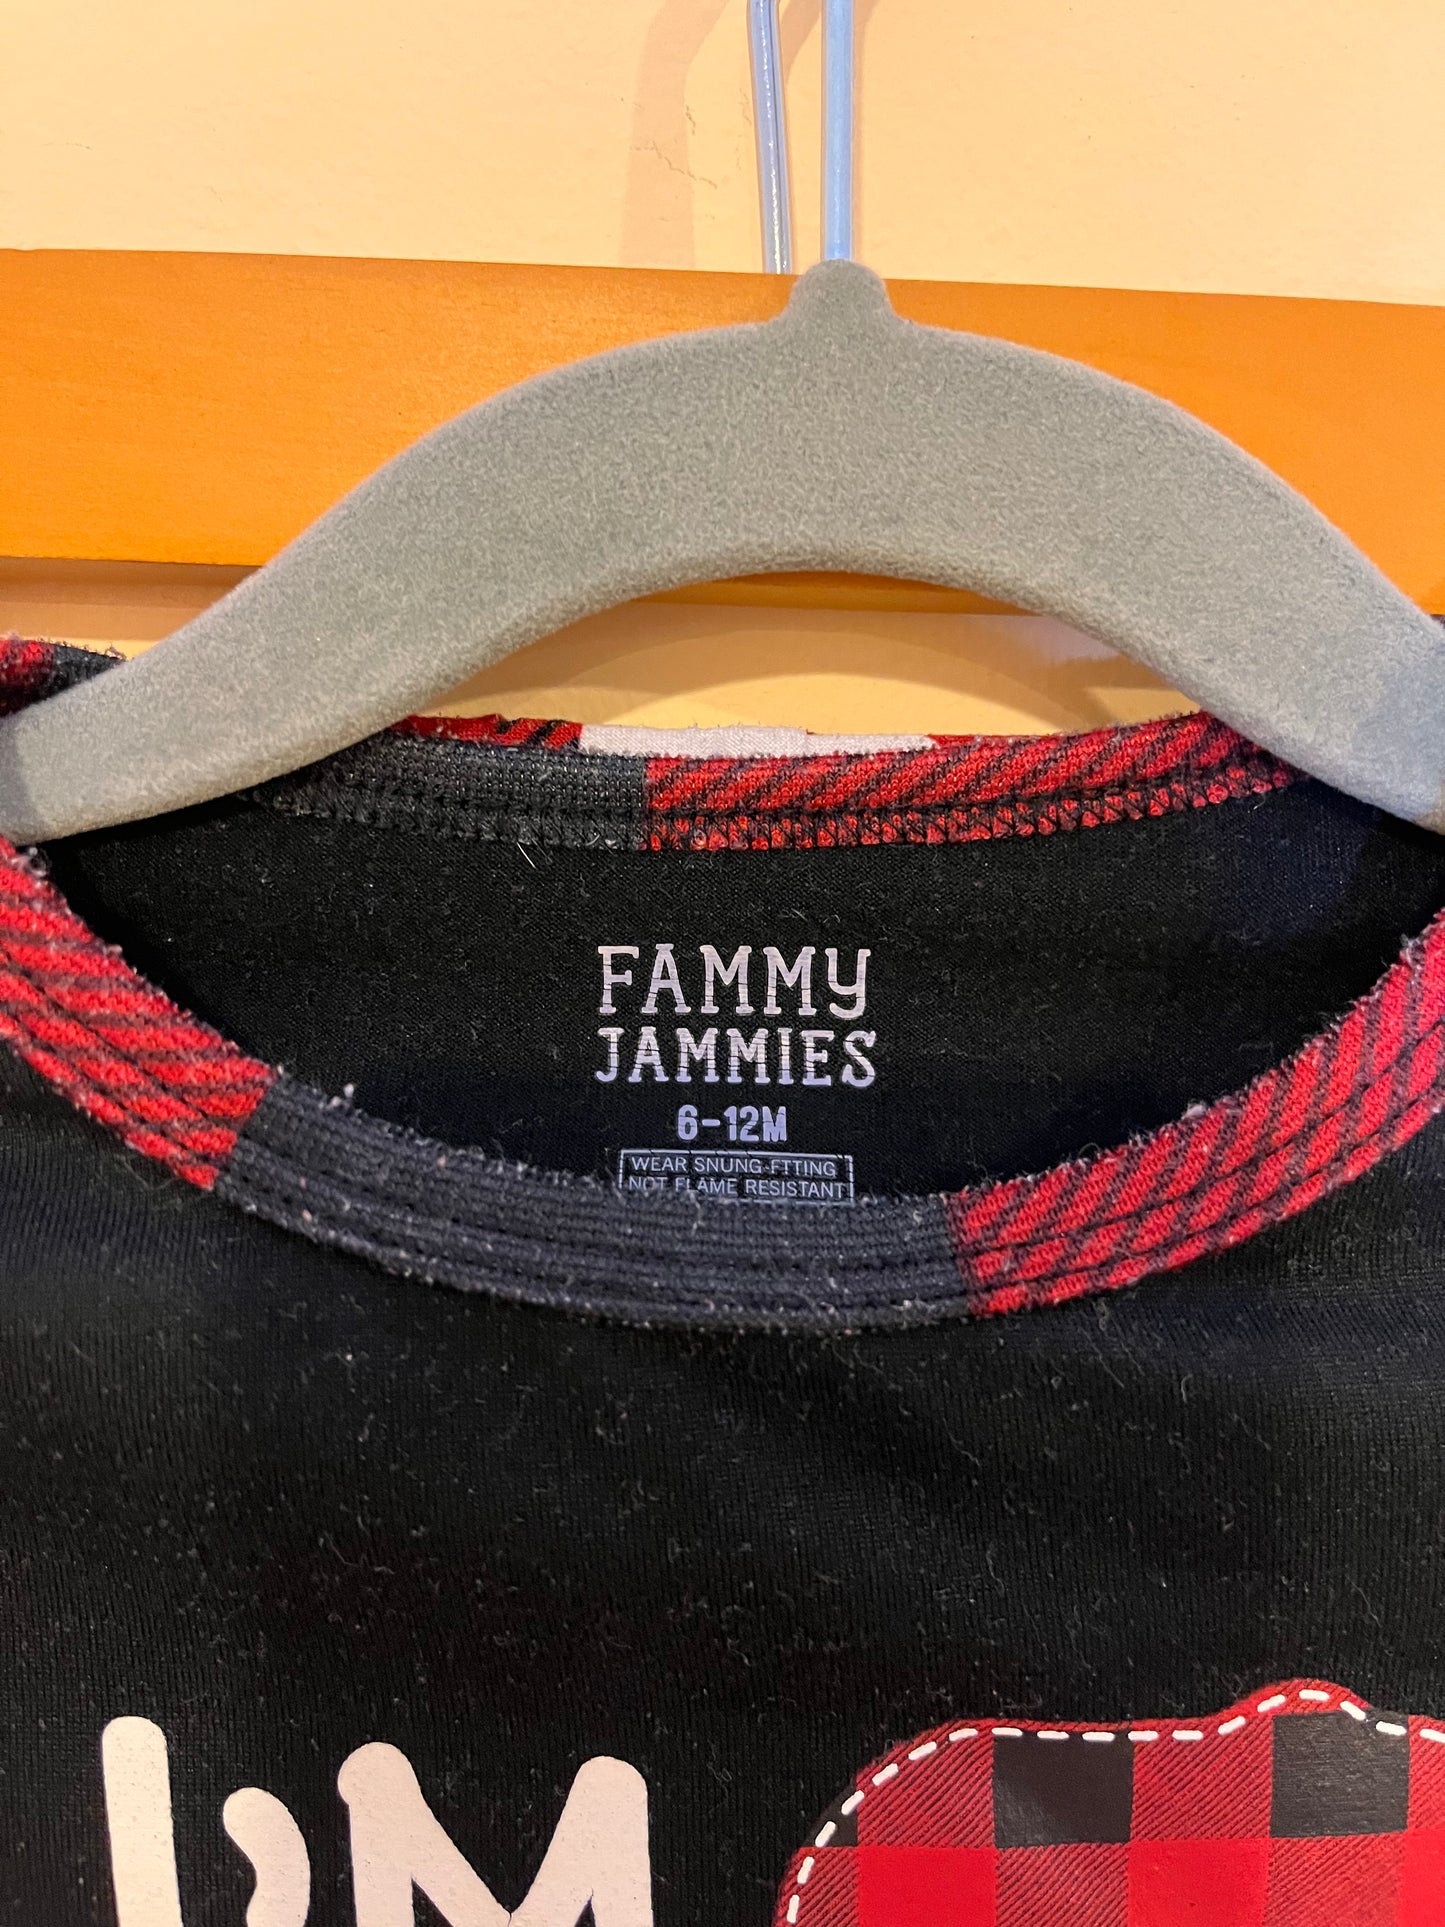 FAMMY
JAMMIES
6-12M
WEAR SNUNG-FTTING
NOT FLAME RESISTANT
I'M